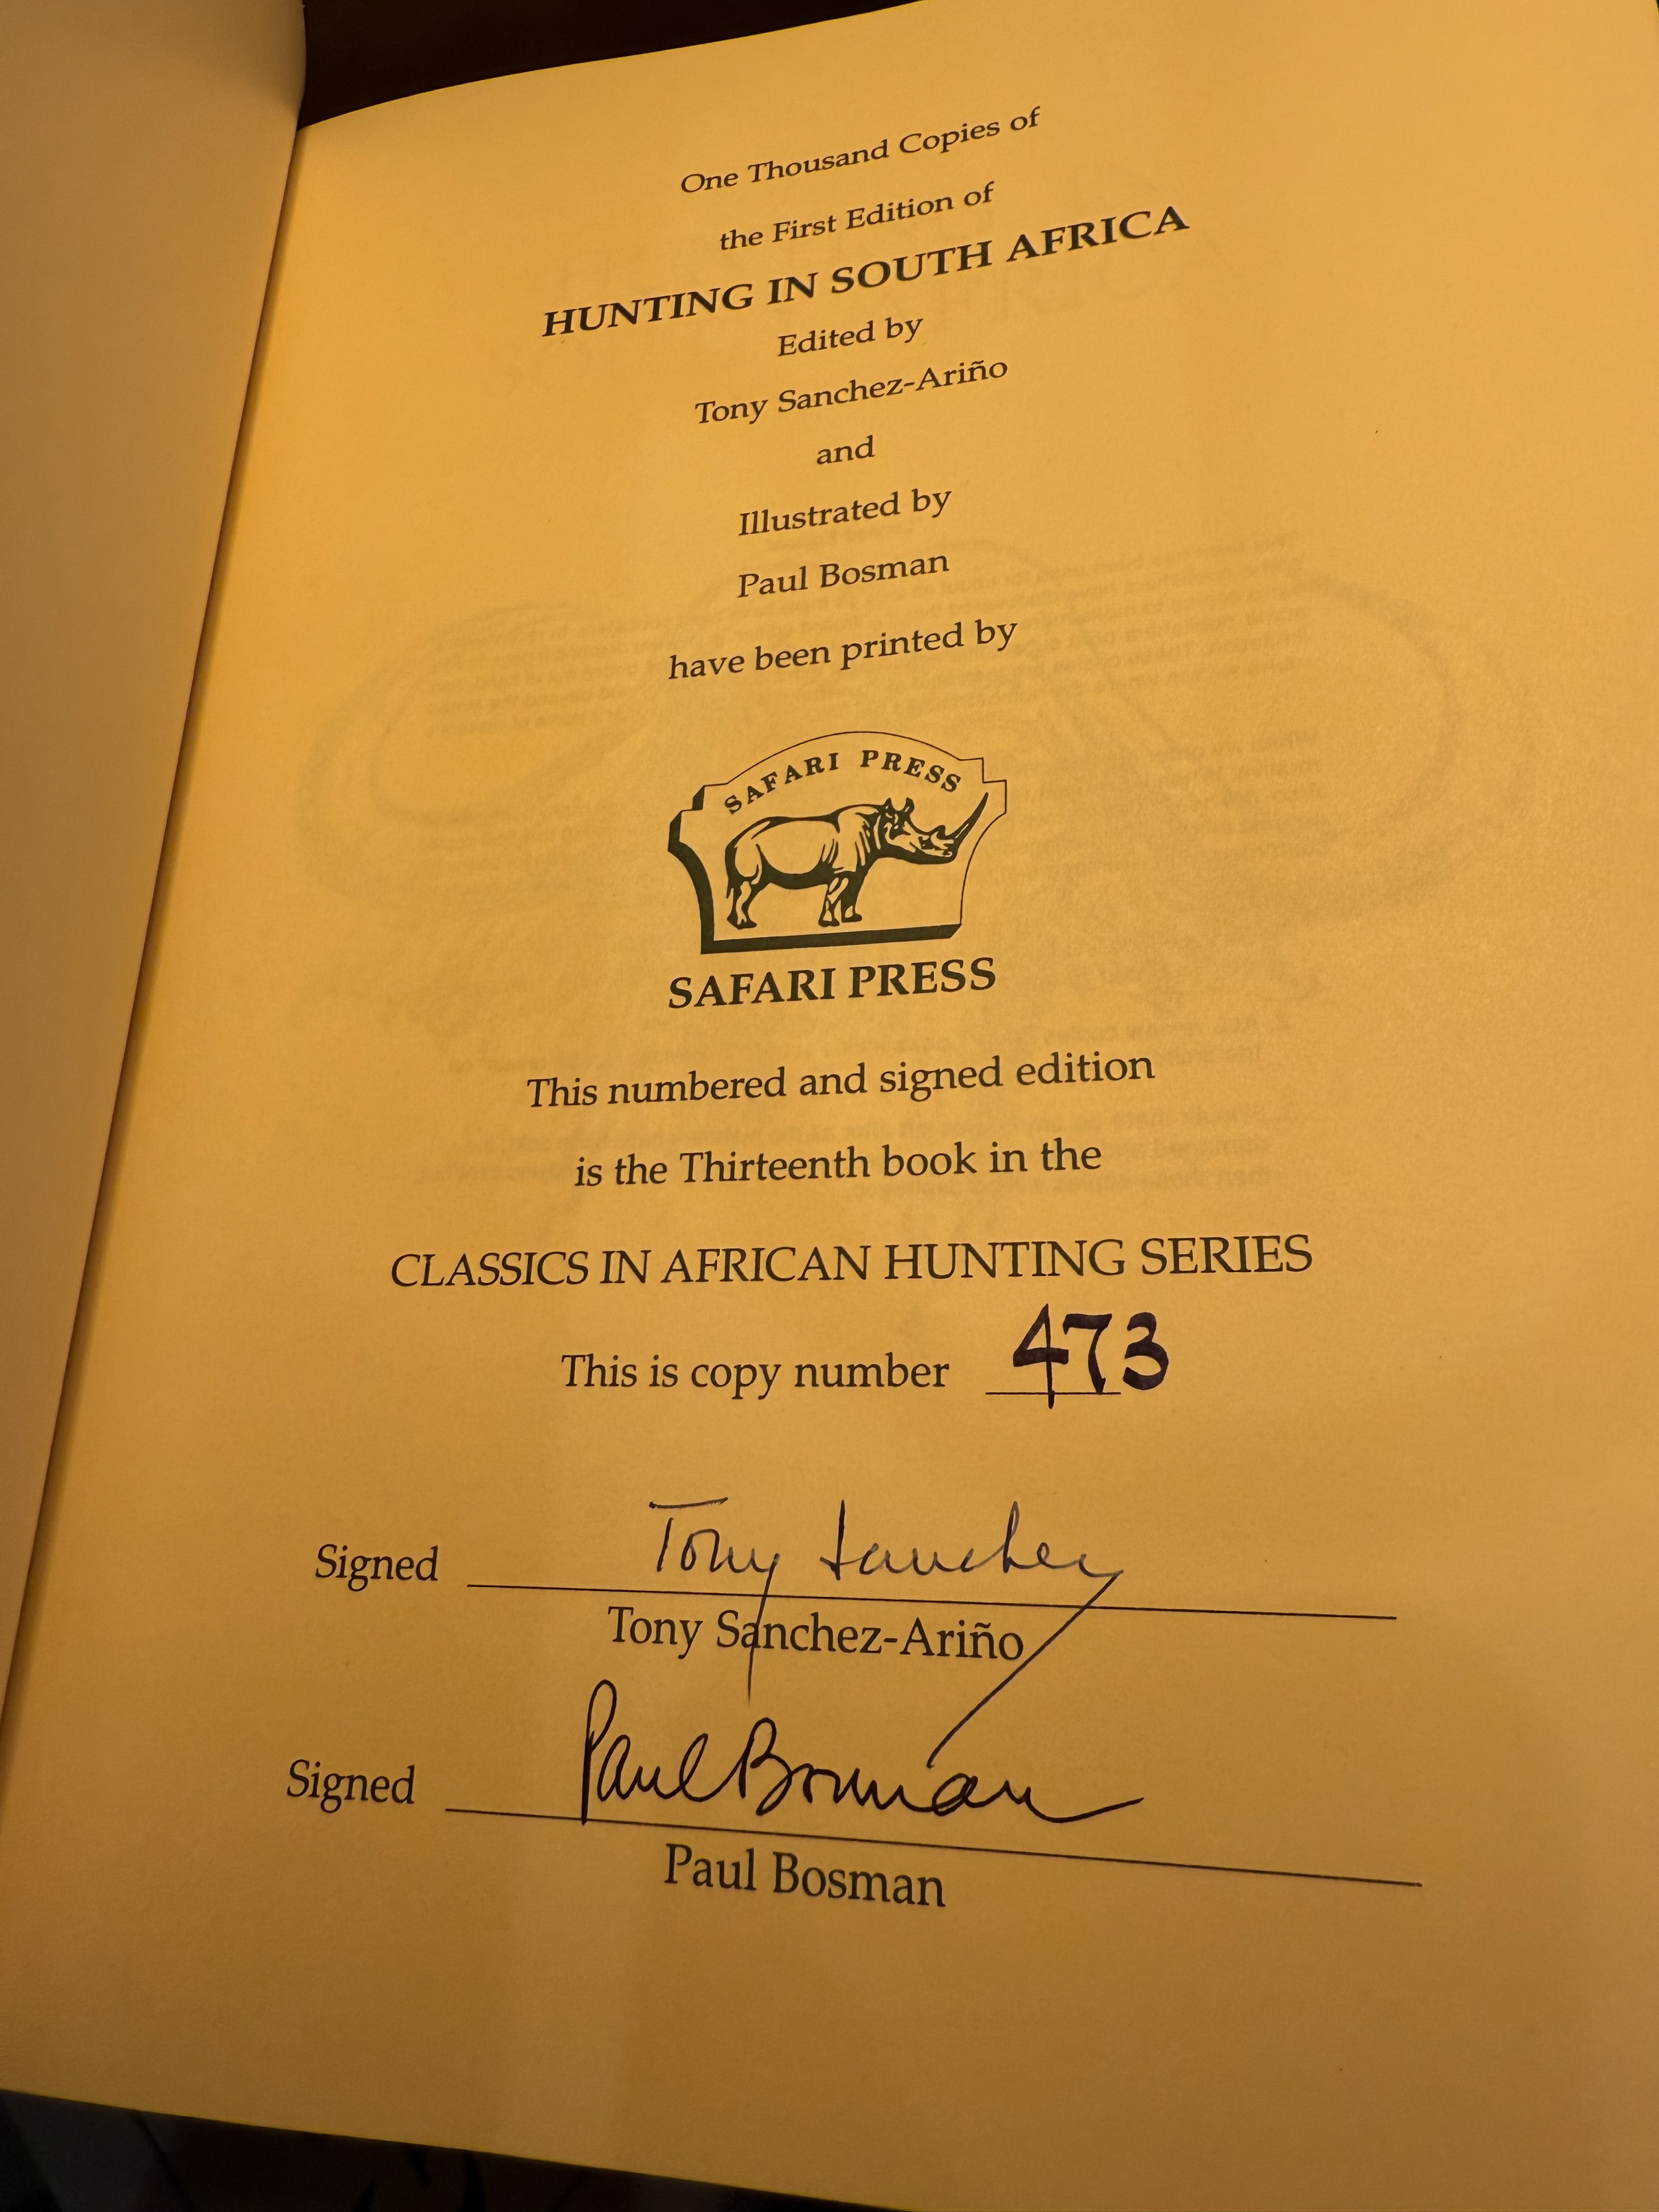 One Thousand Copies of
the First Edition of
HUNTING IN SOUTH AFRICA
Edited by
Tony Sanchez-Ariño
and
Illustrated by
Paul Bosman
have been printed by
SAFARI PRESS
SAFARI PRESS
This numbered and signed edition
is the Thirteenth book in the
CLASSICS IN AFRICAN HUNTING SERIES
This is copy number 473
Signed Tony Sanchez
Tony Sanchez-Ariño
Signed Paul Bosman
Paul Bosman